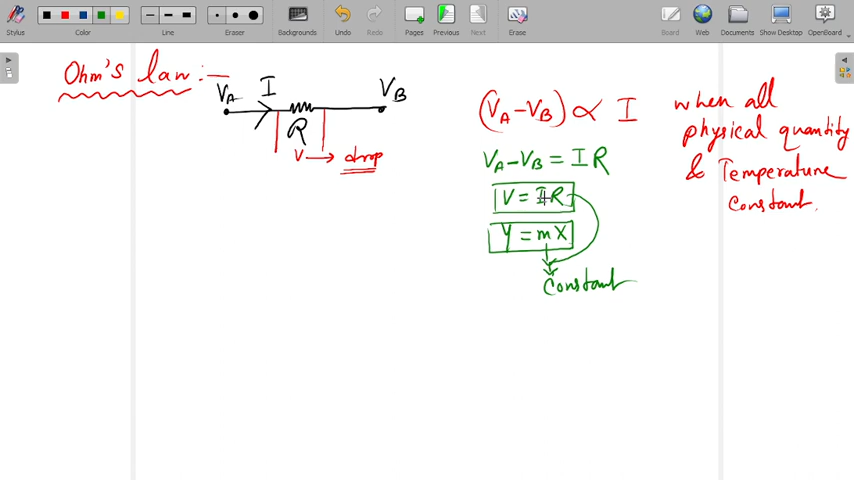 Stylus
Color
Line
Eraser
Backgrounds
Undo
Redo
Pages
Previous
Next
Erase
Board
Web
Documents
Show Desktop
OpenBoard
Ohm's law:-
VA I VB
R
V → drop
(VA-VB) ∝ I
VA-VB = IR
V = IR
Y = mX
Constant
when all
physical quantity
& Temperature
Constant.